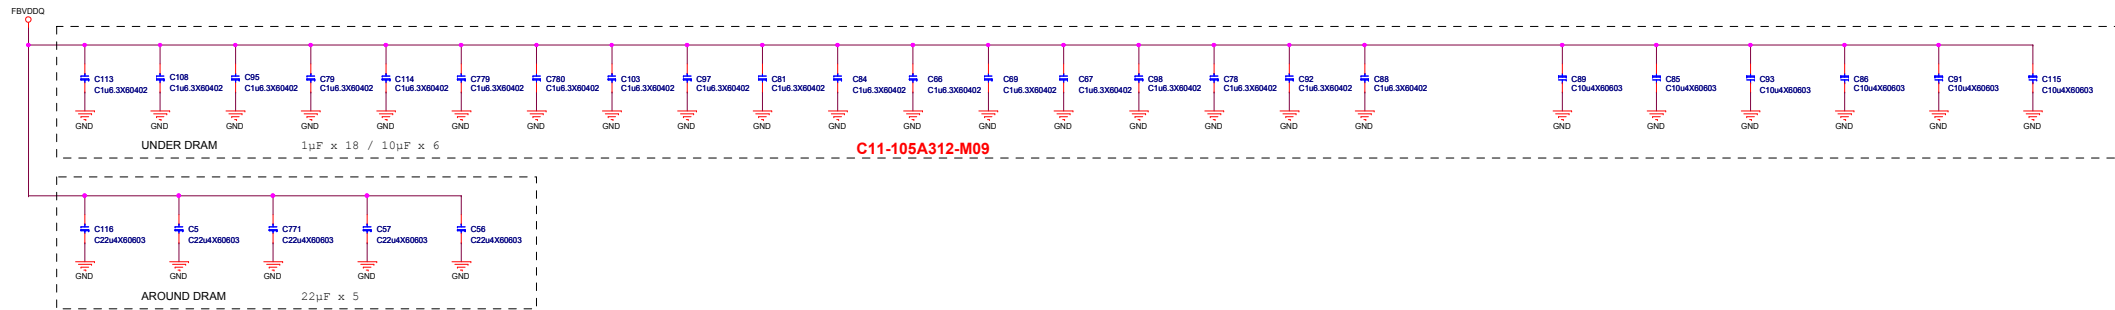 FBVDDQ
C113
C1u6.3X60402
GND
C108
C1u6.3X60402
GND
C95
C1u6.3X60402
GND
C79
C1u6.3X60402
GND
C114
C1u6.3X60402
GND
C779
C1u6.3X60402
GND
C780
C1u6.3X60402
GND
C103
C1u6.3X60402
GND
C97
C1u6.3X60402
GND
C81
C1u6.3X60402
GND
C84
C1u6.3X60402
GND
C66
C1u6.3X60402
GND
C69
C1u6.3X60402
GND
C67
C1u6.3X60402
GND
C98
C1u6.3X60402
GND
C78
C1u6.3X60402
GND
C92
C1u6.3X60402
GND
C88
C1u6.3X60402
GND
C89
C10u4X60603
GND
C85
C10u4X60603
GND
C93
C10u4X60603
GND
C86
C10u4X60603
GND
C91
C10u4X60603
GND
C115
C10u4X60603
GND
UNDER DRAM 1µF x 18 / 10µF x 6
C11-105A312-M09
C116
C22u4X60603
GND
C5
C22u4X60603
GND
C771
C22u4X60603
GND
C57
C22u4X60603
GND
C56
C22u4X60603
GND
AROUND DRAM 22µF x 5